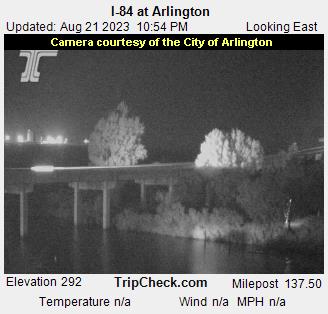 I-84 at Arlington
Updated: Aug 21 2023 10:54 PM Looking East
Camera courtesy of the City of Arlington
Elevation 292 TripCheck.com Milepost 137.50
Temperature n/a Wind n/a MPH n/a